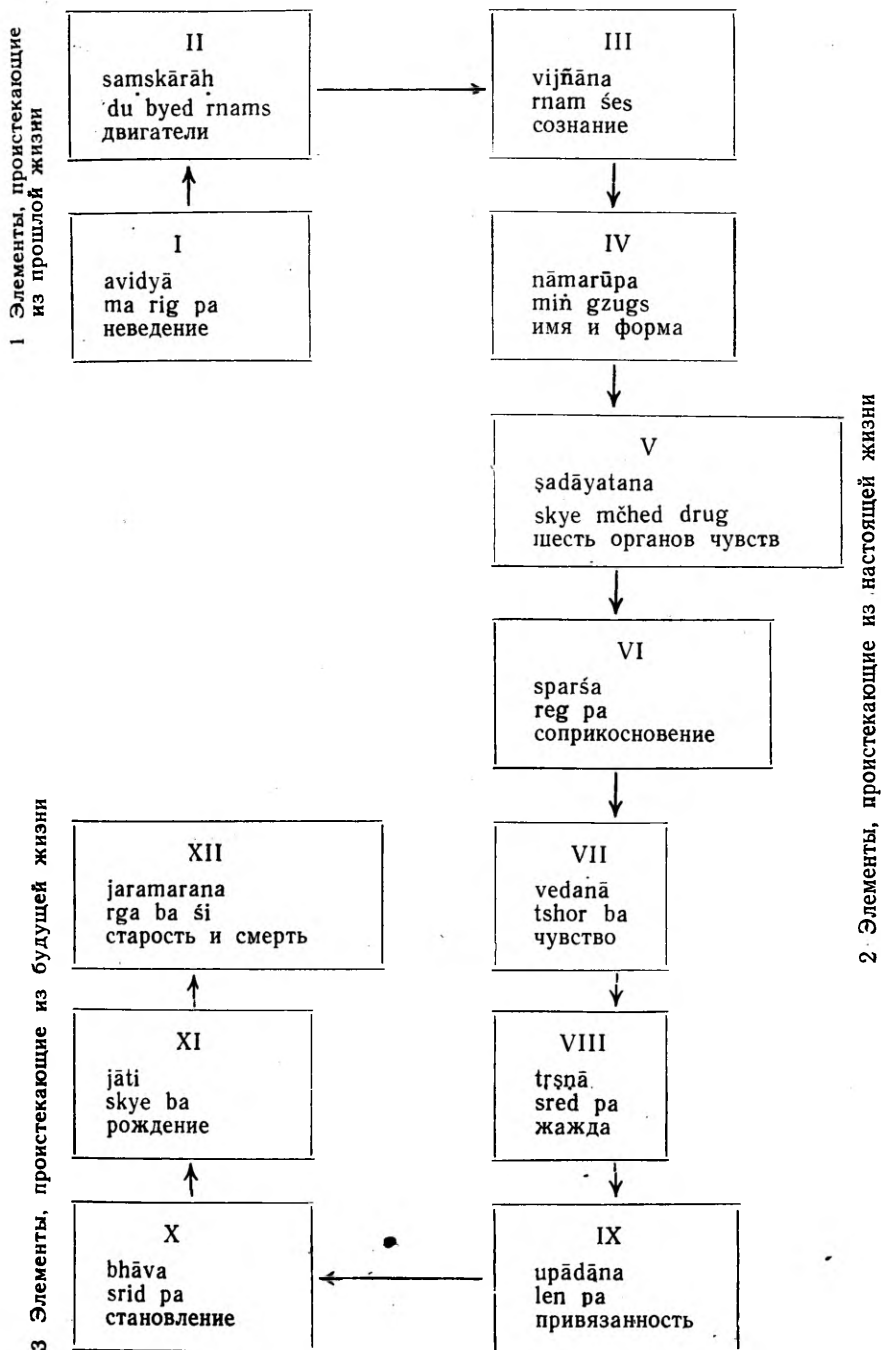 1 Элементы, проистекающие
из прошлой жизни
II
samskārāh
'du byed rnams
двигатели
III
vijñāna
rnam śes
сознание
I
avidyā
ma rig pa
неведение
IV
nāmarūpa
miṅ gzugs
имя и форма
V
ṣadāyatana
skye mčhed drug
шесть органов чувств
VI
sparśa
reg pa
соприкосновение
2 Элементы, проистекающие из настоящей жизни
3 Элементы, проистекающие из будущей жизни
XII
jaramarana
rga ba śi
старость и смерть
VII
vedanā
tshor ba
чувство
XI
jāti
skye ba
рождение
VIII
tṛṣṇā
sred pa
жажда
X
bhāva
srid pa
становление
IX
upādāna
len pa
привязанность